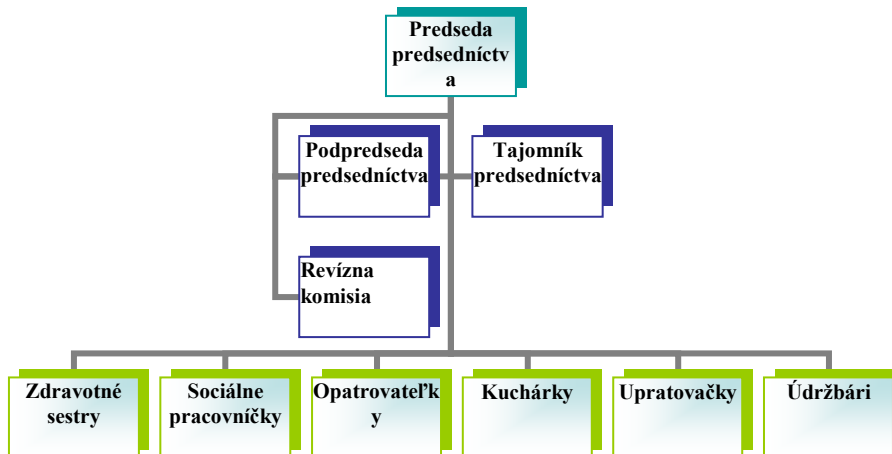 Predseda
predsedníctv
a
Podpredseda
predsedníctva
Tajomník
predsedníctva
Revízna
komisia
Zdravotné
sestry
Sociálne
pracovníčky
Opatrovateľk
y
Kuchárky
Upratovačky
Údržbári